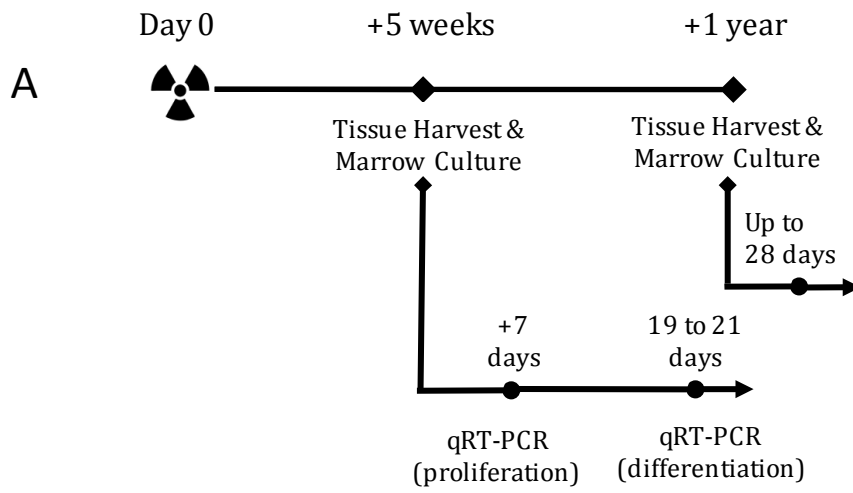 Day 0
+5 weeks
+1 year
A
Tissue Harvest &
Marrow Culture
Tissue Harvest &
Marrow Culture
Up to
28 days
+7
days
19 to 21
days
qRT-PCR
(proliferation)
qRT-PCR
(differentiation)